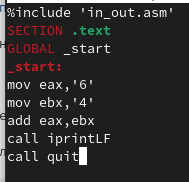 %include 'in_out.asm'
SECTION .text
GLOBAL _start
_start:
mov eax,'6'
mov ebx,'4'
add eax,ebx
call iprintLF
call quit